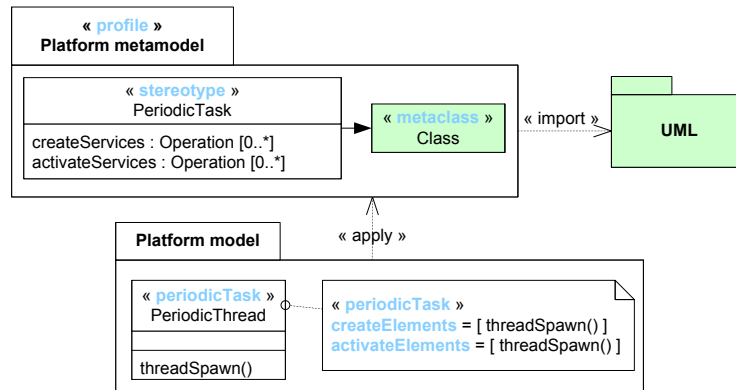 « profile »
Platform metamodel
« stereotype »
PeriodicTask
createServices : Operation [0..*]
activateServices : Operation [0..*]
« metaclass »
Class
« import »
UML
« apply »
Platform model
« periodicTask »
PeriodicThread
threadSpawn()
« periodicTask »
createElements = [ threadSpawn() ]
activateElements = [ threadSpawn() ]